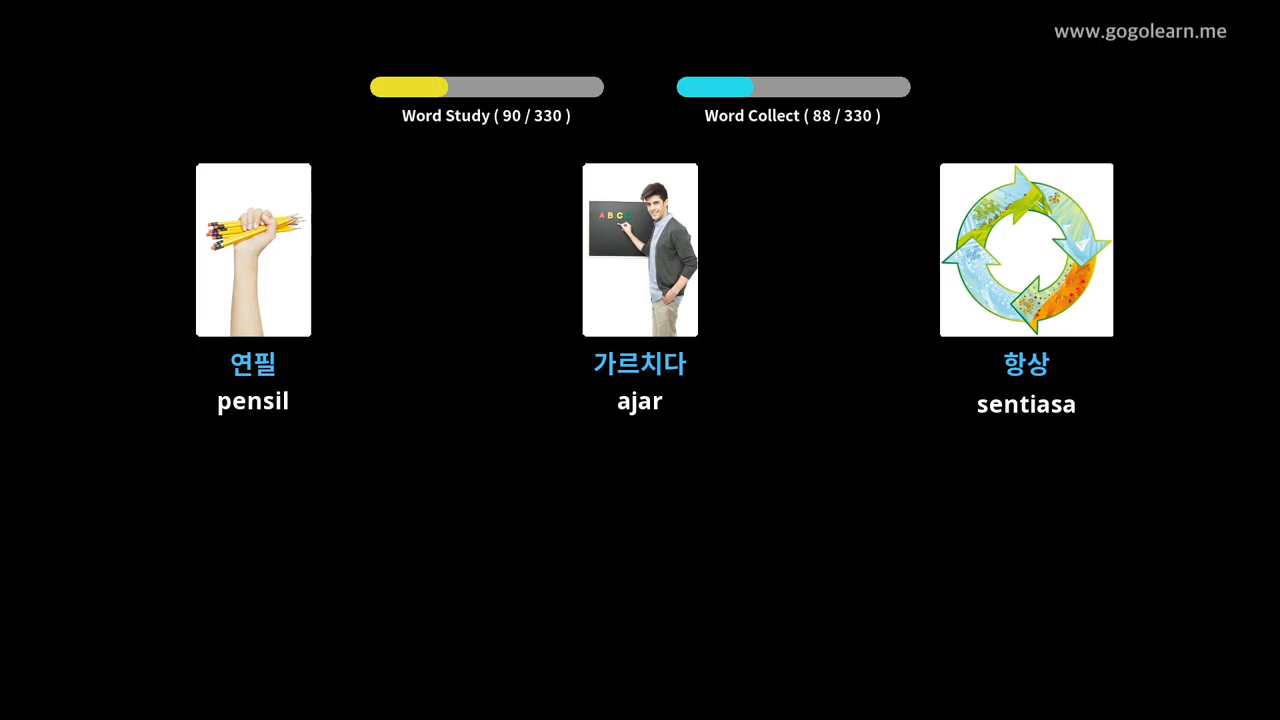 www.gogolearn.me
Word Study ( 90 / 330 )
Word Collect ( 88 / 330 )
A B C
연필
가르치다
항상
pensil
ajar
sentiasa